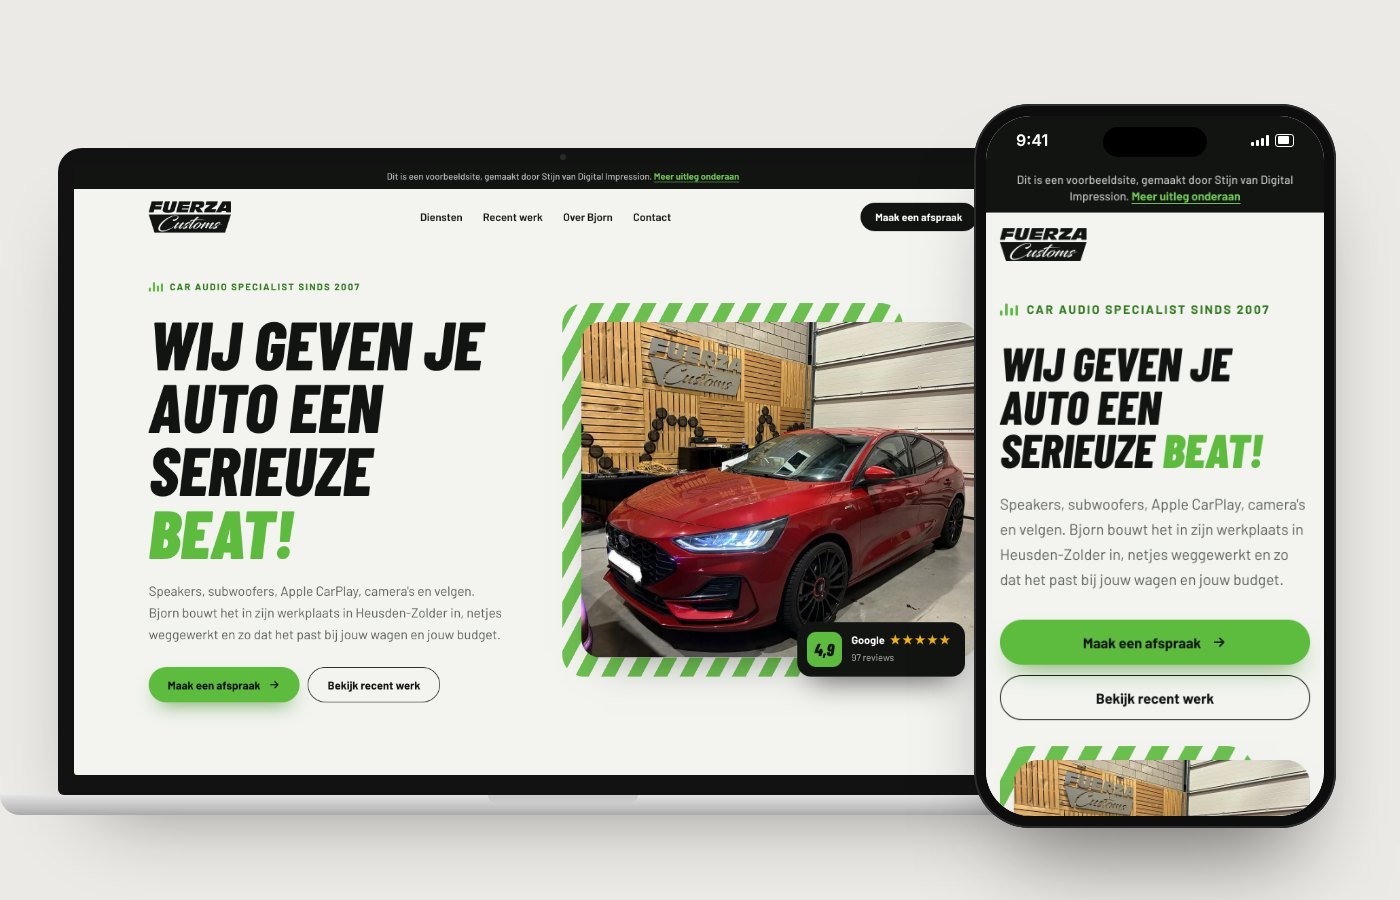 Dit is een voorbeeldsite, gemaakt door Stijn van Digital Impression. Meer uitleg onderaan
FUERZA
Customs
Diensten
Recent werk
Over Bjorn
Contact
Maak een afspraak
CAR AUDIO SPECIALIST SINDS 2007
WIJ GEVEN JE
AUTO EEN
SERIEUZE
BEAT!
Speakers, subwoofers, Apple CarPlay, camera's en velgen.
Bjorn bouwt het in zijn werkplaats in Heusden-Zolder in, netjes
weggewerkt en zo dat het past bij jouw wagen en jouw budget.
Maak een afspraak
Bekijk recent werk
FUERZA
Customs
4,9
Google
97 reviews
9:41
Dit is een voorbeeldsite, gemaakt door Stijn van Digital
Impression. Meer uitleg onderaan
FUERZA
Customs
CAR AUDIO SPECIALIST SINDS 2007
WIJ GEVEN JE
AUTO EEN
SERIEUZE BEAT!
Speakers, subwoofers, Apple CarPlay, camera's
en velgen. Bjorn bouwt het in zijn werkplaats in
Heusden-Zolder in, netjes weggewerkt en zo
dat het past bij jouw wagen en jouw budget.
Maak een afspraak
Bekijk recent werk
FUERZA
Customs